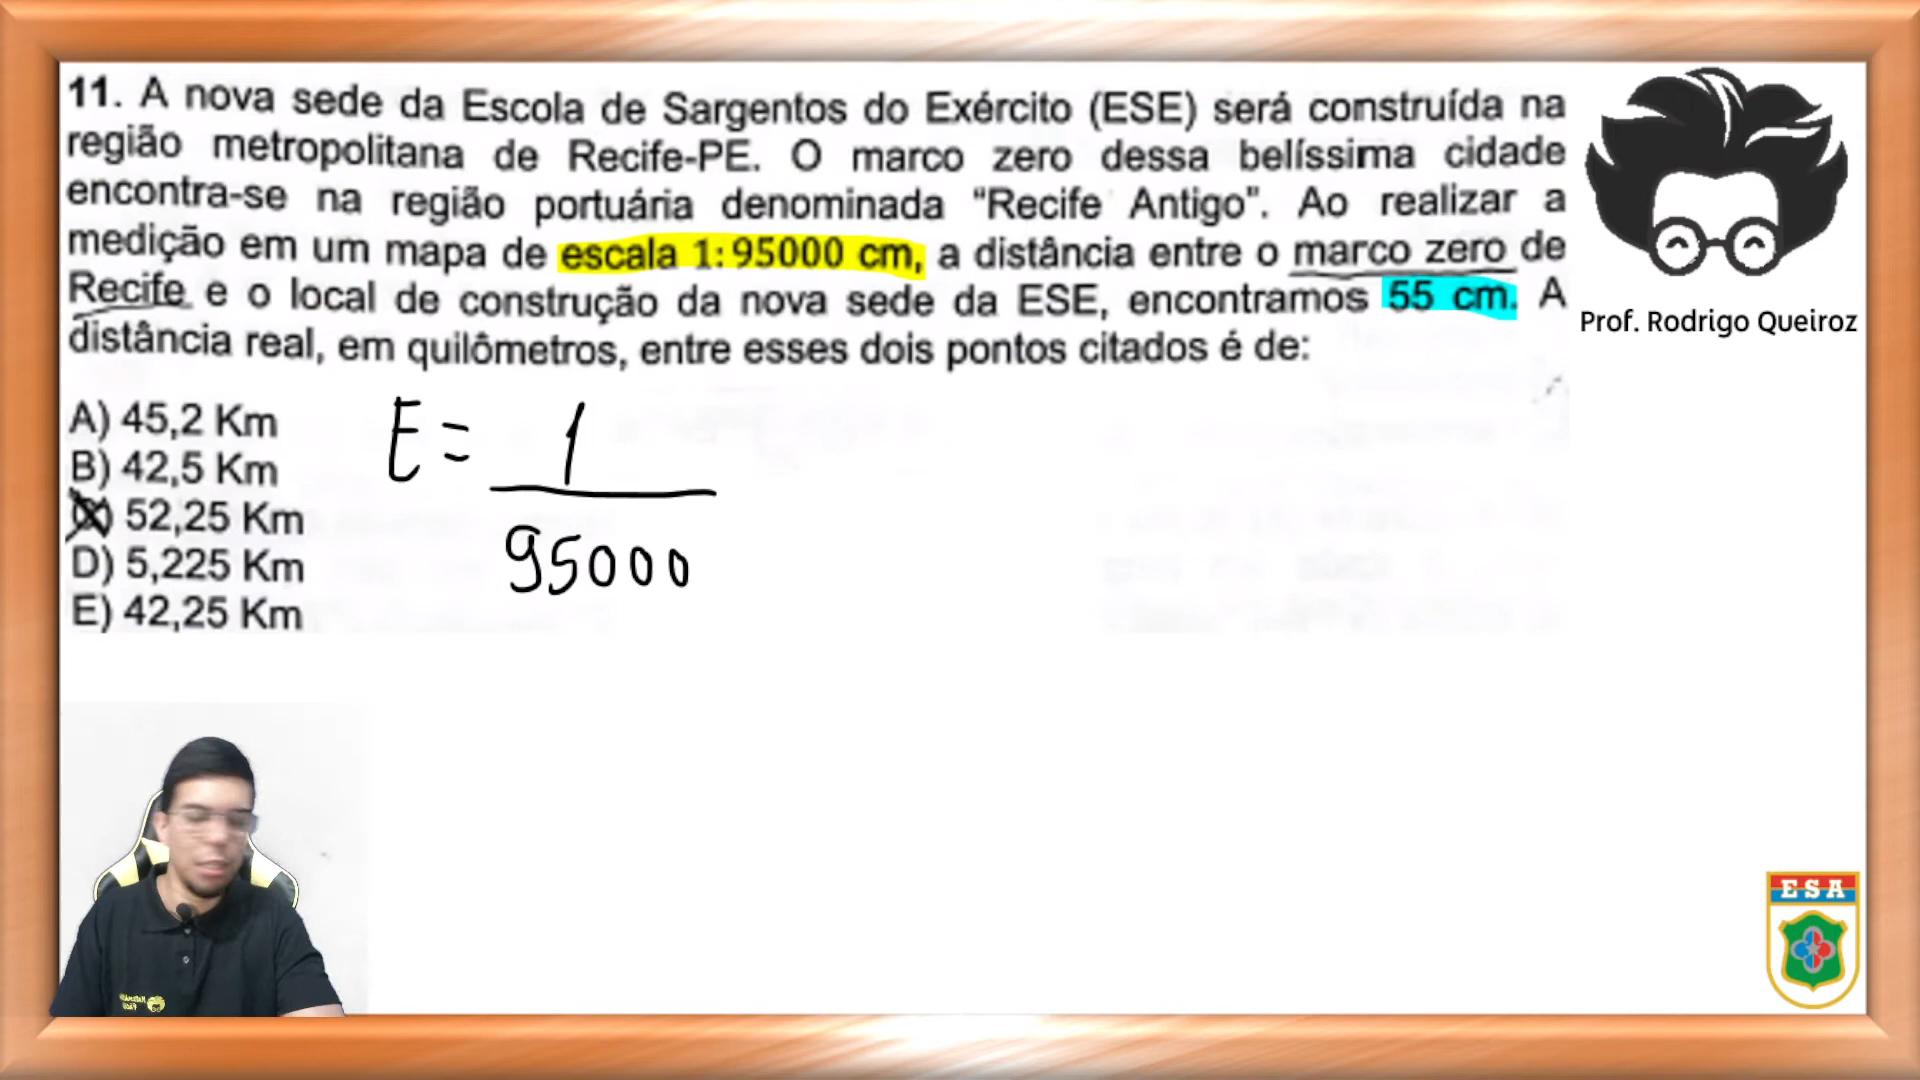 11. A nova sede da Escola de Sargentos do Exército (ESE) será construída na
região metropolitana de Recife-PE. O marco zero dessa belíssima cidade
encontra-se na região portuária denominada “Recife Antigo”. Ao realizar a
medição em um mapa de escala 1:95000 cm, a distância entre o marco zero de
Recife e o local de construção da nova sede da ESE, encontramos 55 cm. A
distância real, em quilômetros, entre esses dois pontos citados é de:
Prof. Rodrigo Queiroz
A) 45,2 Km
B) 42,5 Km
C) 52,25 Km
D) 5,225 Km
E) 42,25 Km
E = 1
95000
ESA